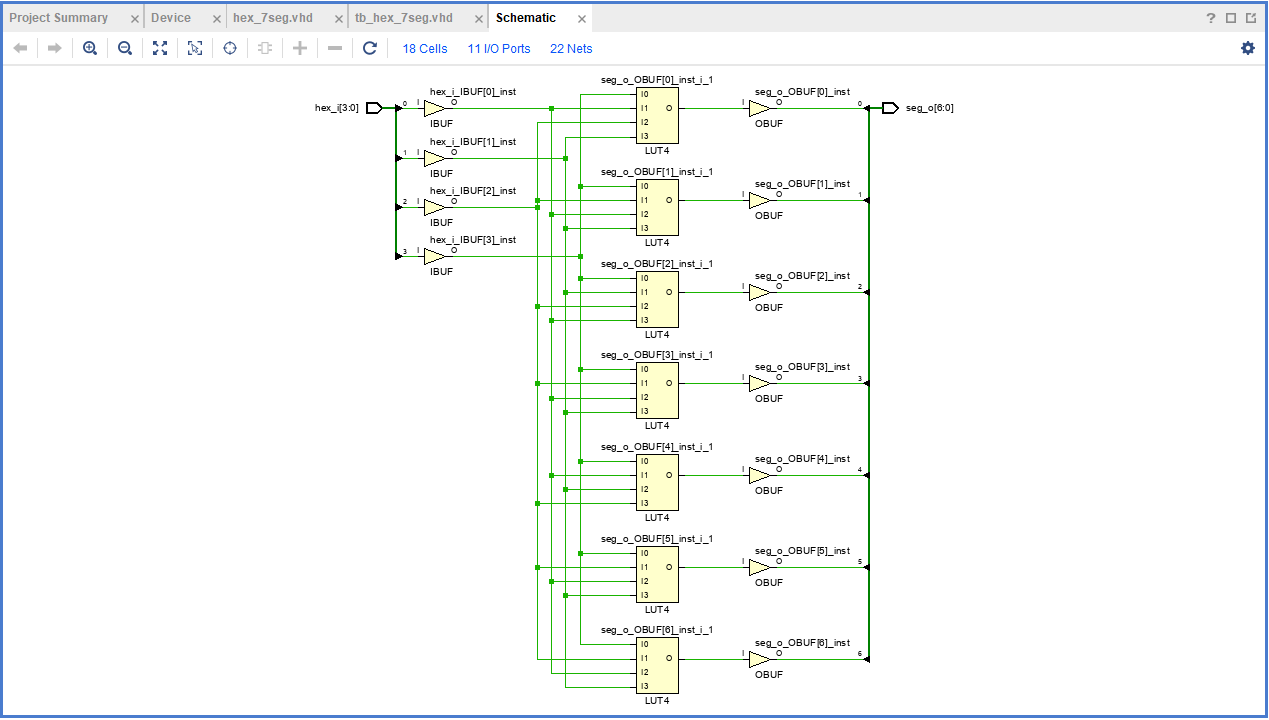 Project Summary × Device × hex_7seg.vhd × tb_hex_7seg.vhd × Schematic × ?
18 Cells 11 I/O Ports 22 Nets
hex_i[3:0]
0 I hex_i_IBUF[0]_inst O
IBUF
1 I hex_i_IBUF[1]_inst O
IBUF
2 I hex_i_IBUF[2]_inst O
IBUF
3 I hex_i_IBUF[3]_inst O
IBUF
seg_o_OBUF[0]_inst_i_1
I0
I1 O
I2
I3
LUT4
seg_o_OBUF[0]_inst
I O 0
OBUF
seg_o[6:0]
seg_o_OBUF[1]_inst_i_1
I0
I1 O
I2
I3
LUT4
seg_o_OBUF[1]_inst
I O 1
OBUF
seg_o_OBUF[2]_inst_i_1
I0
I1 O
I2
I3
LUT4
seg_o_OBUF[2]_inst
I O 2
OBUF
seg_o_OBUF[3]_inst_i_1
I0
I1 O
I2
I3
LUT4
seg_o_OBUF[3]_inst
I O 3
OBUF
seg_o_OBUF[4]_inst_i_1
I0
I1 O
I2
I3
LUT4
seg_o_OBUF[4]_inst
I O 4
OBUF
seg_o_OBUF[5]_inst_i_1
I0
I1 O
I2
I3
LUT4
seg_o_OBUF[5]_inst
I O 5
OBUF
seg_o_OBUF[6]_inst_i_1
I0
I1 O
I2
I3
LUT4
seg_o_OBUF[6]_inst
I O 6
OBUF